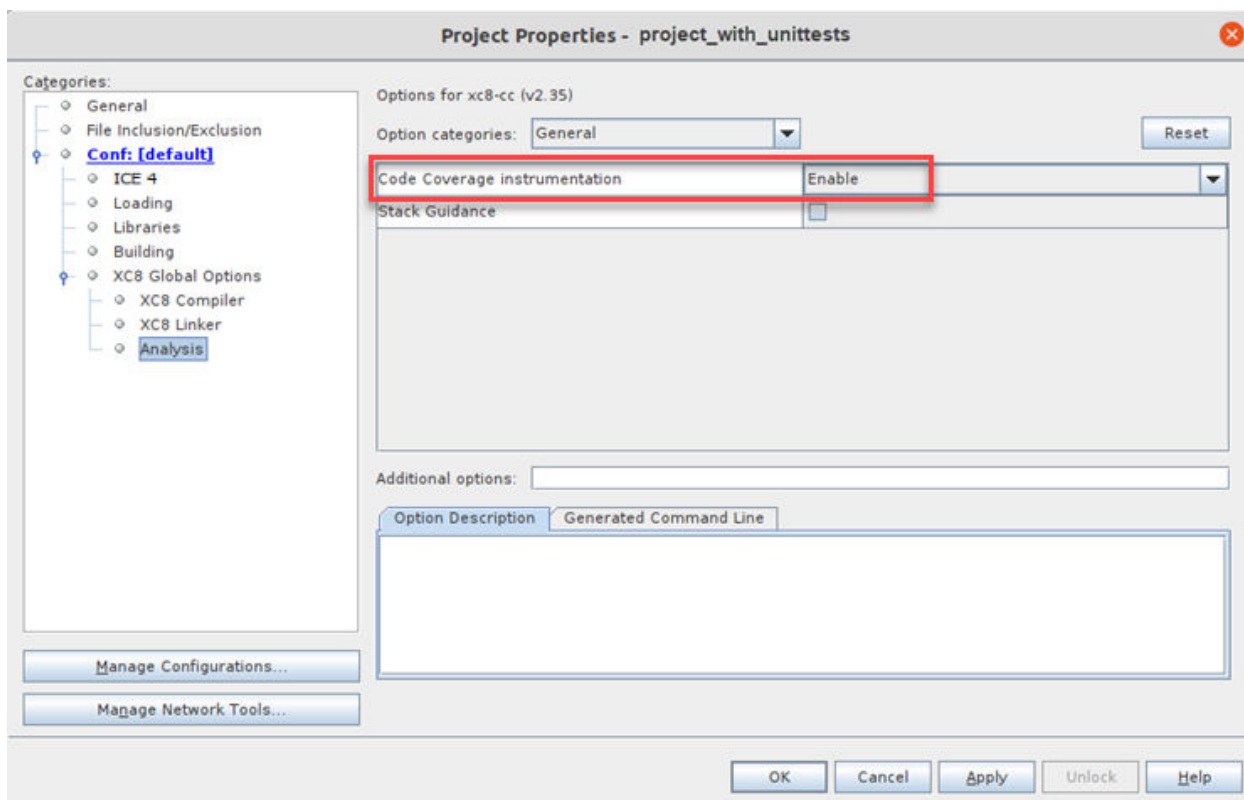 Project Properties - project_with_unittests
Categories:
General
File Inclusion/Exclusion
Conf: [default]
ICE 4
Loading
Libraries
Building
XC8 Global Options
XC8 Compiler
XC8 Linker
Analysis
Manage Configurations...
Manage Network Tools...
Options for xc8-cc (v2.35)
Option categories: General Reset
Code Coverage instrumentation Enable
Stack Guidance
Additional options:
Option Description Generated Command Line
OK Cancel Apply Unlock Help